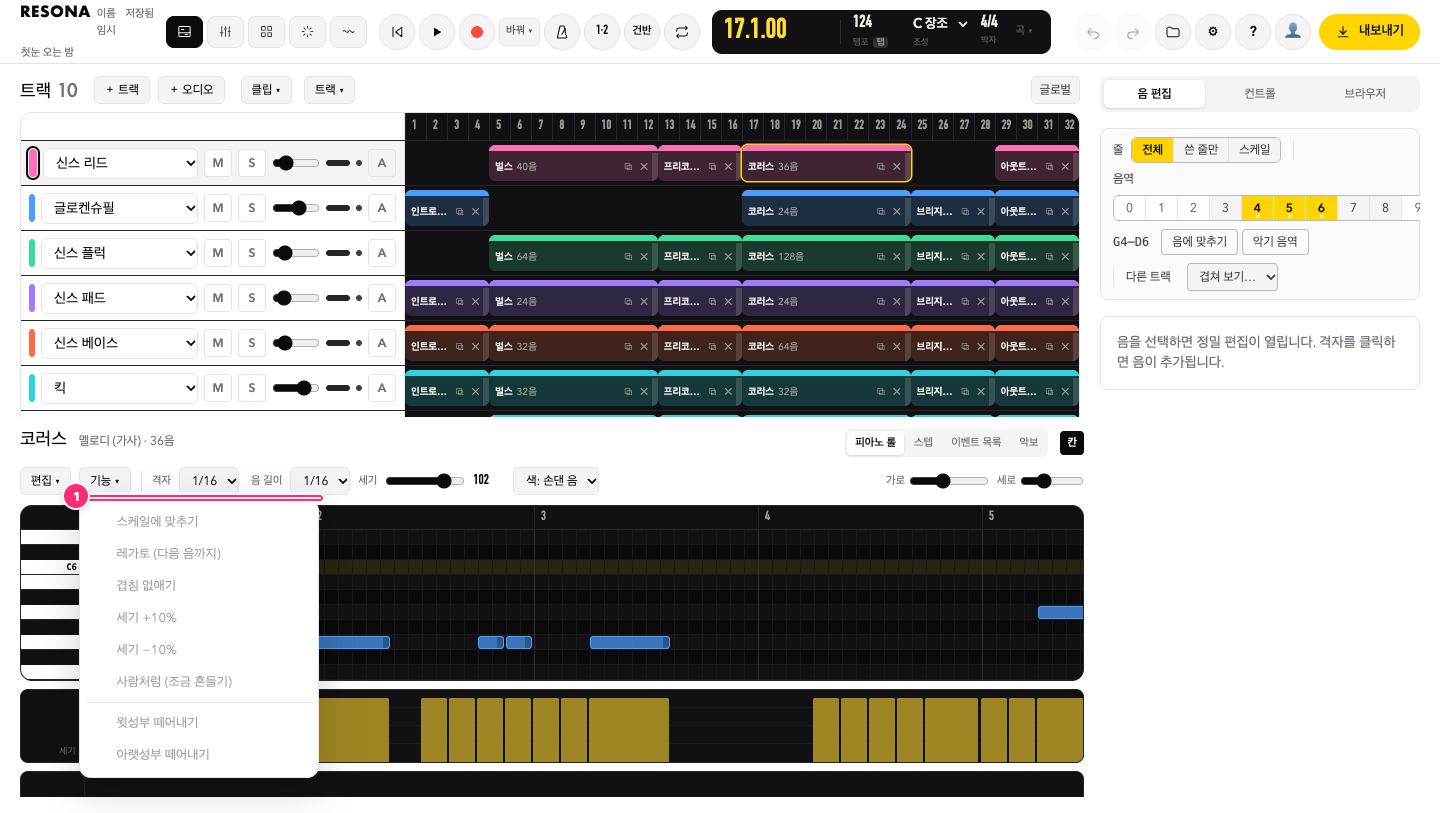 RESONA 이름 저장됨
임시
첫눈 오는 밤
바꿔 ▾
1·2
건반
17.1.00
124
템포 탭
C 장조
조성
4/4
박자
곡 ▾
?
내보내기
트랙 10
+ 트랙
+ 오디오
클립 ▾
트랙 ▾
글로벌
1 2 3 4 5 6 7 8 9 10 11 12 13 14 15 16 17 18 19 20 21 22 23 24 25 26 27 28 29 30 31 32
신스 리드 M S A
벌스 40음
프리코...
코러스 36음
아웃트...
글로켄슈필 M S A
인트로...
코러스 24음
브리지...
아웃트...
신스 플럭 M S A
벌스 64음
프리코...
코러스 128음
브리지...
아웃트...
신스 패드 M S A
인트로...
벌스 24음
프리코...
코러스 24음
브리지...
아웃트...
신스 베이스 M S A
인트로...
벌스 32음
프리코...
코러스 64음
브리지...
아웃트...
킥 M S A
인트로...
벌스 32음
프리코...
코러스 32음
브리지...
아웃트...
코러스 멜로디 (가사) · 36음
피아노 롤
스텝
이벤트 목록
악보
칸
편집 ▾
기능 ▾
격자 1/16
음 길이 1/16
세기 102
색: 손댄 음
가로
세로
1
2 3 4 5
C6
스케일에 맞추기
레가토 (다음 음까지)
겹침 없애기
세기 +10%
세기 −10%
사람처럼 (조금 흔들기)
윗성부 떼어내기
아랫성부 떼어내기
세기
음 편집
컨트롤
브라우저
줄 전체 쓴 줄만 스케일
음역
0 1 2 3 4 5 6 7 8 9
G4–D6 음에 맞추기 악기 음역
다른 트랙 겹쳐 보기...
음을 선택하면 정밀 편집이 열립니다. 격자를 클릭하
면 음이 추가됩니다.